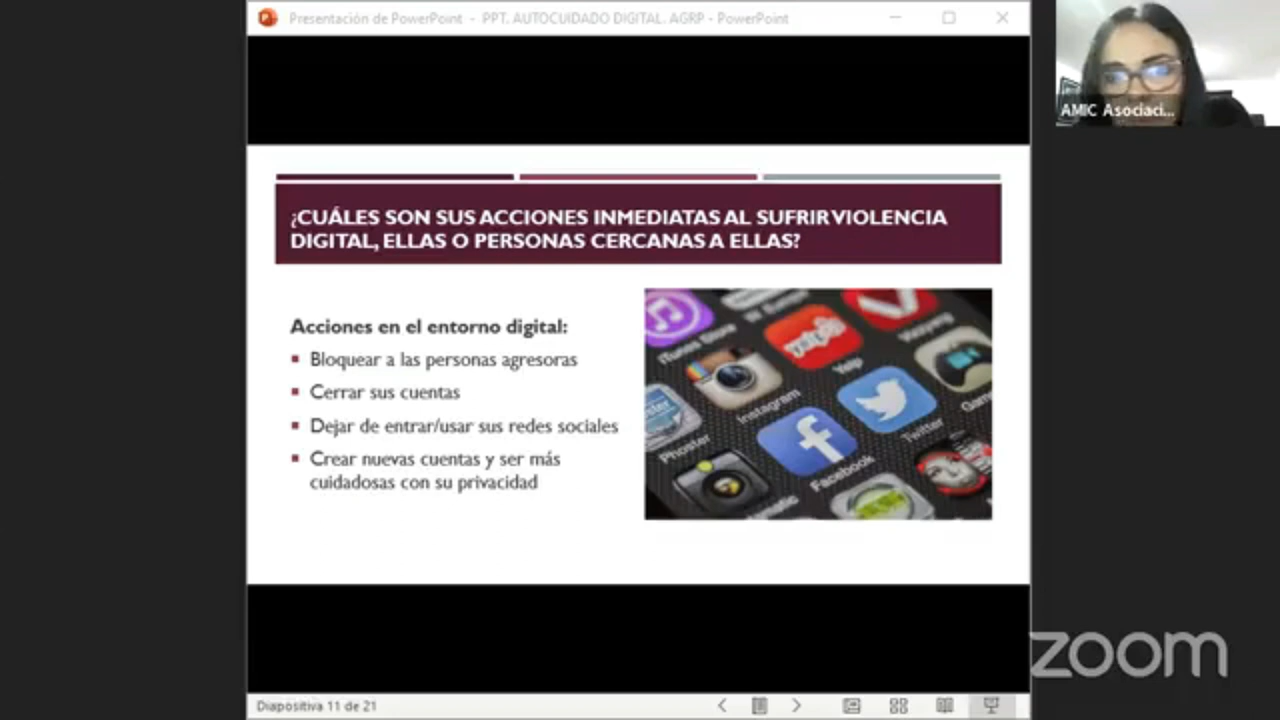 Presentación de PowerPoint - PPT. AUTOCUIDADO DIGITAL. AGRP - PowerPoint
AMIC Asociaci...
¿CUÁLES SON SUS ACCIONES INMEDIATAS AL SUFRIR VIOLENCIA
DIGITAL, ELLAS O PERSONAS CERCANAS A ELLAS?
Acciones en el entorno digital:
Bloquear a las personas agresoras
Cerrar sus cuentas
Dejar de entrar/usar sus redes sociales
Crear nuevas cuentas y ser más
cuidadosas con su privacidad
iTunes Store
Yelp
Instagram
Twitter
Phoster
Facebook
zoom
Diapositiva 11 de 21